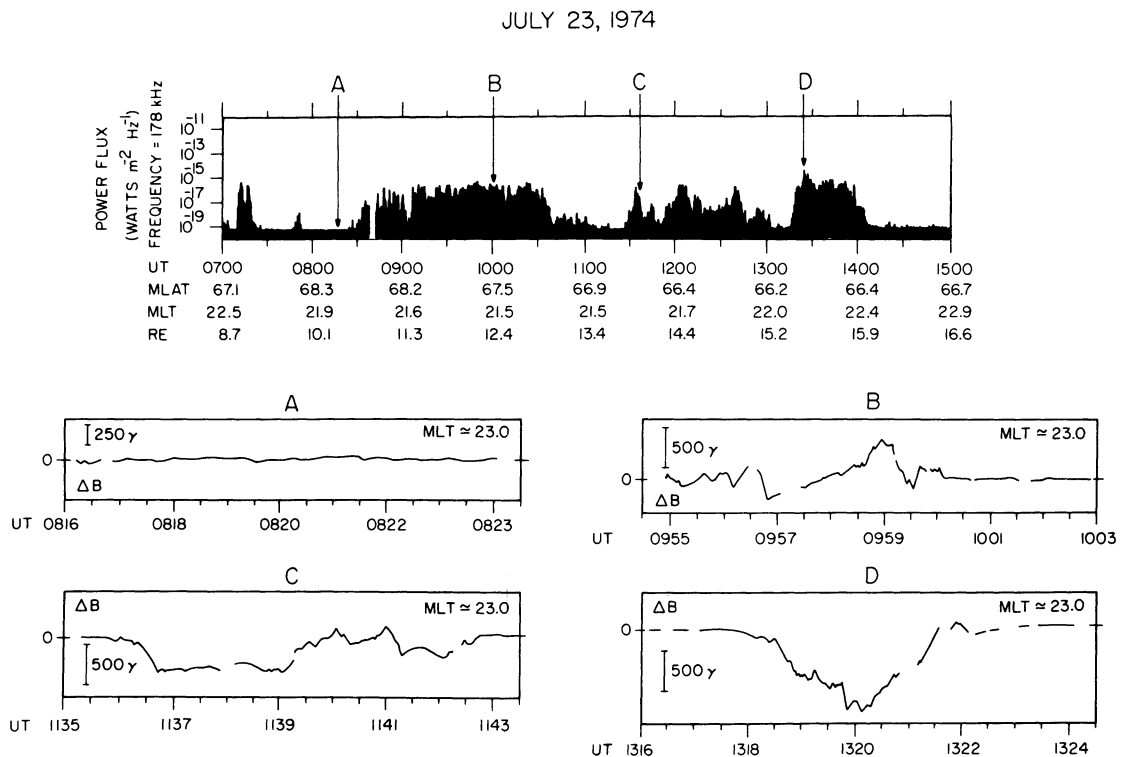 JULY 23, 1974
A B C D
POWER FLUX
(WATTS m-2 Hz-1)
FREQUENCY = 178 kHz
10-11
10-13
10-15
10-17
10-19
UT 0700 0800 0900 1000 1100 1200 1300 1400 1500
MLAT 67.1 68.3 68.2 67.5 66.9 66.4 66.2 66.4 66.7
MLT 22.5 21.9 21.6 21.5 21.5 21.7 22.0 22.4 22.9
RE 8.7 10.1 11.3 12.4 13.4 14.4 15.2 15.9 16.6
A
250 γ
MLT ≃ 23.0
0
ΔB
UT 0816 0818 0820 0822 0823
B
500 γ
MLT ≃ 23.0
0
ΔB
UT 0955 0957 0959 1001 1003
C
ΔB
MLT ≃ 23.0
0
500 γ
UT 1135 1137 1139 1141 1143
D
ΔB
MLT ≃ 23.0
0
500 γ
UT 1316 1318 1320 1322 1324